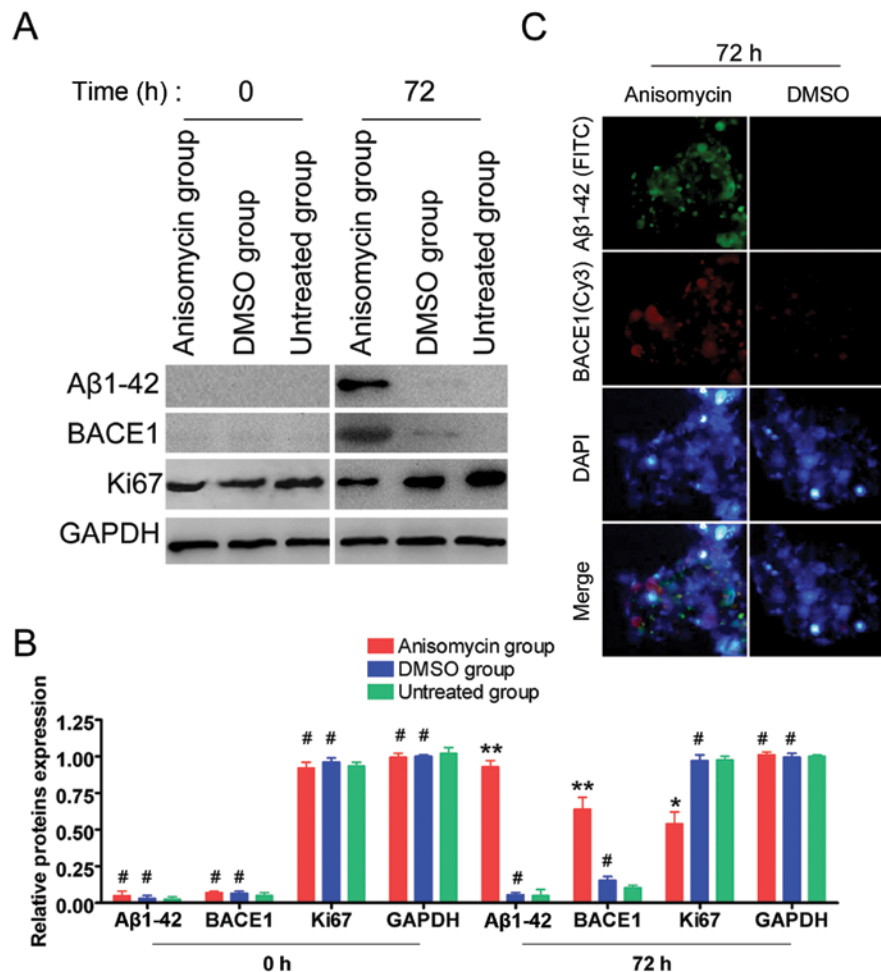 A
Time (h) : 0 72
Anisomycin group
DMSO group
Untreated group
Anisomycin group
DMSO group
Untreated group
Aβ1-42
BACE1
Ki67
GAPDH
C
72 h
Anisomycin DMSO
Aβ1-42 (FITC)
BACE1(Cy3)
DAPI
Merge
B
Anisomycin group
DMSO group
Untreated group
Relative proteins expression
1.25
1.00
0.75
0.50
0.25
0.00
# # # # # # # # ** # ** # * # # #
Aβ1-42 BACE1 Ki67 GAPDH Aβ1-42 BACE1 Ki67 GAPDH
0 h 72 h